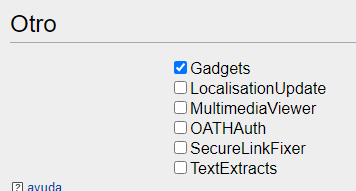 Otro
Gadgets
LocalisationUpdate
MultimediaViewer
OATHAuth
SecureLinkFixer
TextExtracts
? ayuda